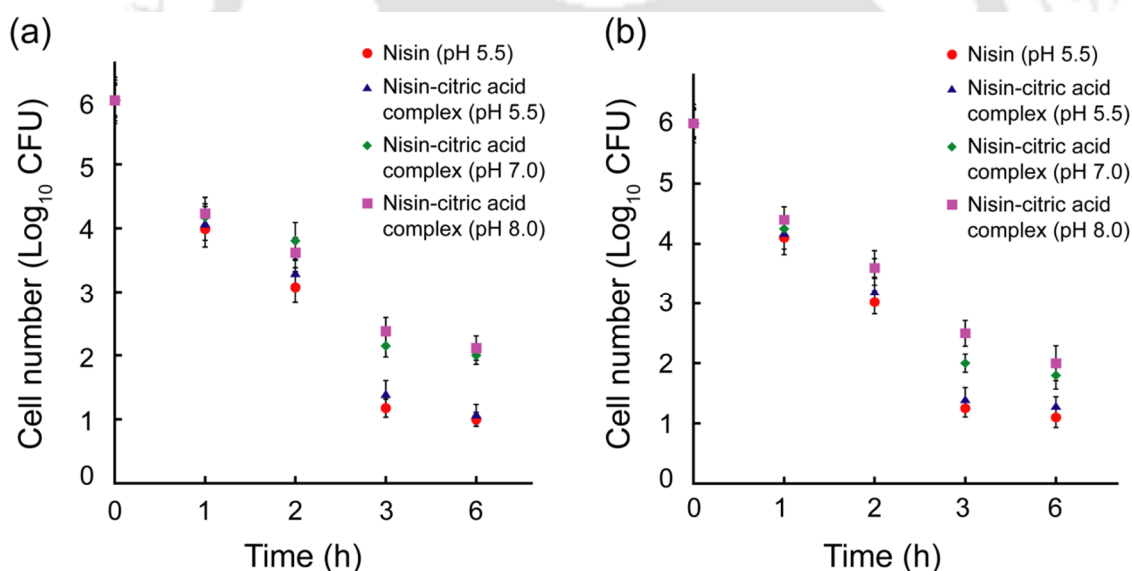 (a)
Nisin (pH 5.5)
Nisin-citric acid
complex (pH 5.5)
Nisin-citric acid
complex (pH 7.0)
Nisin-citric acid
complex (pH 8.0)
Cell number (Log₁₀ CFU)
6
5
4
3
2
1
0
0 1 2 3 6
Time (h)
(b)
Nisin (pH 5.5)
Nisin-citric acid
complex (pH 5.5)
Nisin-citric acid
complex (pH 7.0)
Nisin-citric acid
complex (pH 8.0)
Cell number (Log₁₀ CFU)
6
5
4
3
2
1
0
0 1 2 3 6
Time (h)